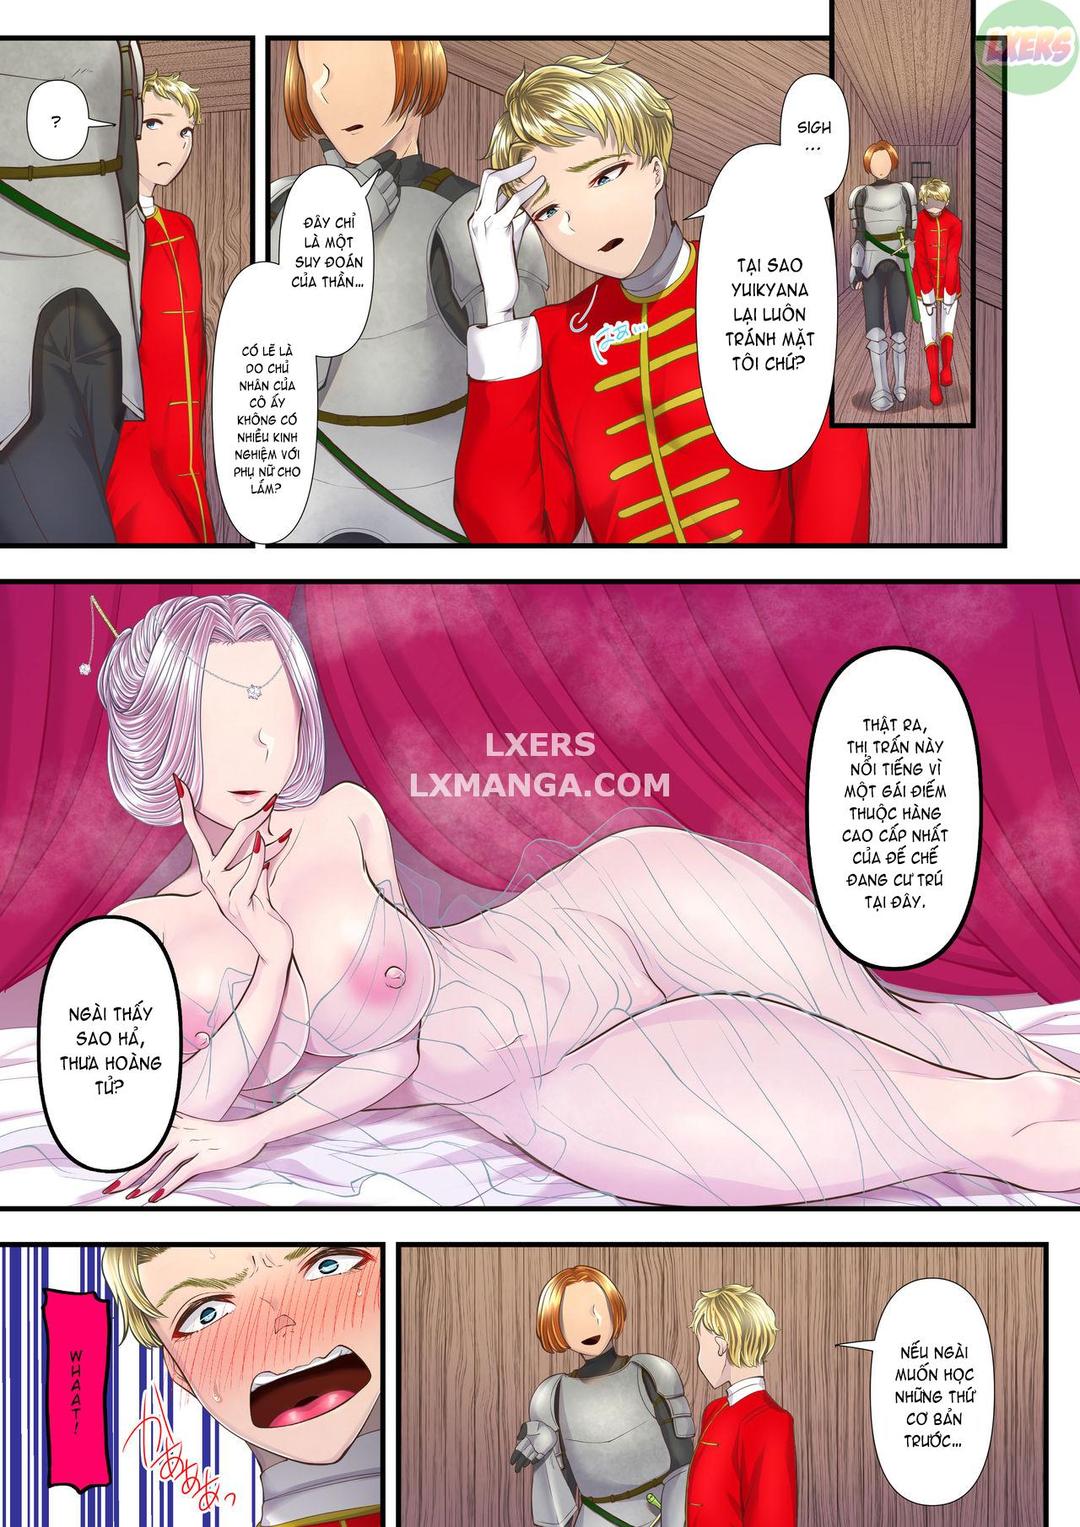 LXERS
SIGH
...
TẠI SAO
YUIKYANA
LẠI LUÔN
TRÁNH MẶT
TÔI CHỨ?
はぁ…
ĐÂY CHỈ
LÀ MỘT
SUY ĐOÁN
CỦA THẦN...
CÓ LẼ LÀ
DO CHỦ
NHÂN CỦA
CÔ ẤY
KHÔNG CÓ
NHIỀU KINH
NGHIỆM VỚI
PHỤ NỮ CHO
LẮM?
?
THẬT RA,
THỊ TRẤN NÀY
NỔI TIẾNG VÌ
MỘT GÁI ĐIẾM
THUỘC HÀNG
CAO CẤP NHẤT
CỦA ĐẾ CHẾ
ĐANG CƯ TRÚ
TẠI ĐÂY.
LXERS
LXMANGA.COM
NGÀI THẤY
SAO HẢ,
THƯA HOÀNG
TỬ?
NẾU NGÀI
MUỐN HỌC
NHỮNG THỨ
CƠ BẢN
TRƯỚC...
WHAAT!